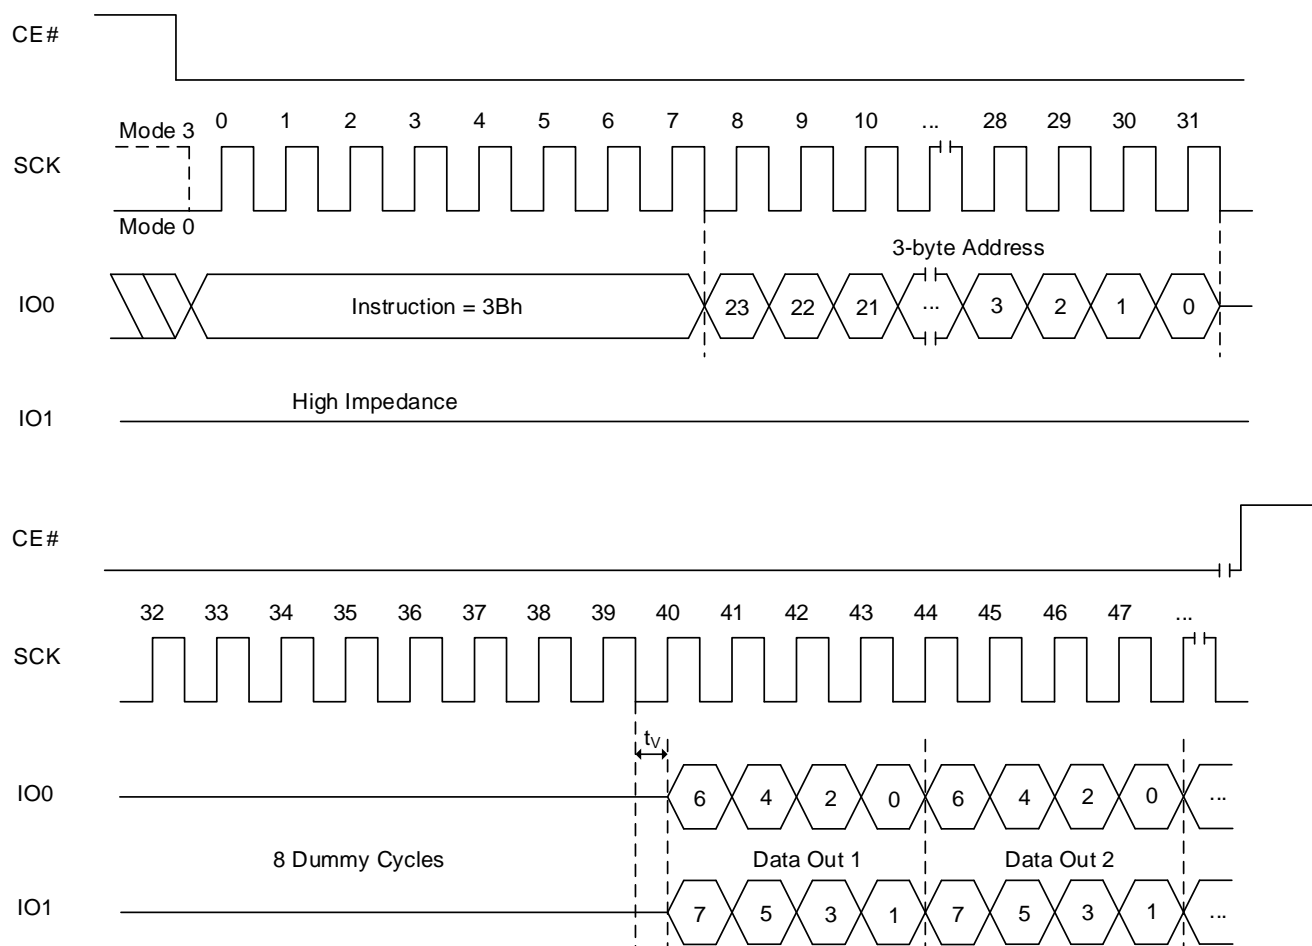 CE#
Mode 3 0 1 2 3 4 5 6 7 8 9 10 ... 28 29 30 31
SCK
Mode 0
3-byte Address
IO0 Instruction = 3Bh 23 22 21 ... 3 2 1 0
High Impedance
IO1
CE#
32 33 34 35 36 37 38 39 40 41 42 43 44 45 46 47 ...
SCK
tV
IO0 6 4 2 0 6 4 2 0 ...
8 Dummy Cycles Data Out 1 Data Out 2
IO1 7 5 3 1 7 5 3 1 ...